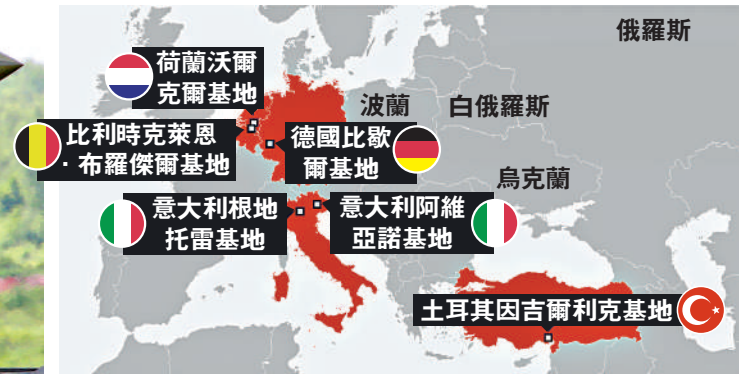 俄羅斯
荷蘭沃爾
克爾基地
波蘭
白俄羅斯
比利時克萊恩
·布羅傑爾基地
德國比歇
爾基地
烏克蘭
意大利根地
托雷基地
意大利阿維
亞諾基地
土耳其因吉爾利克基地